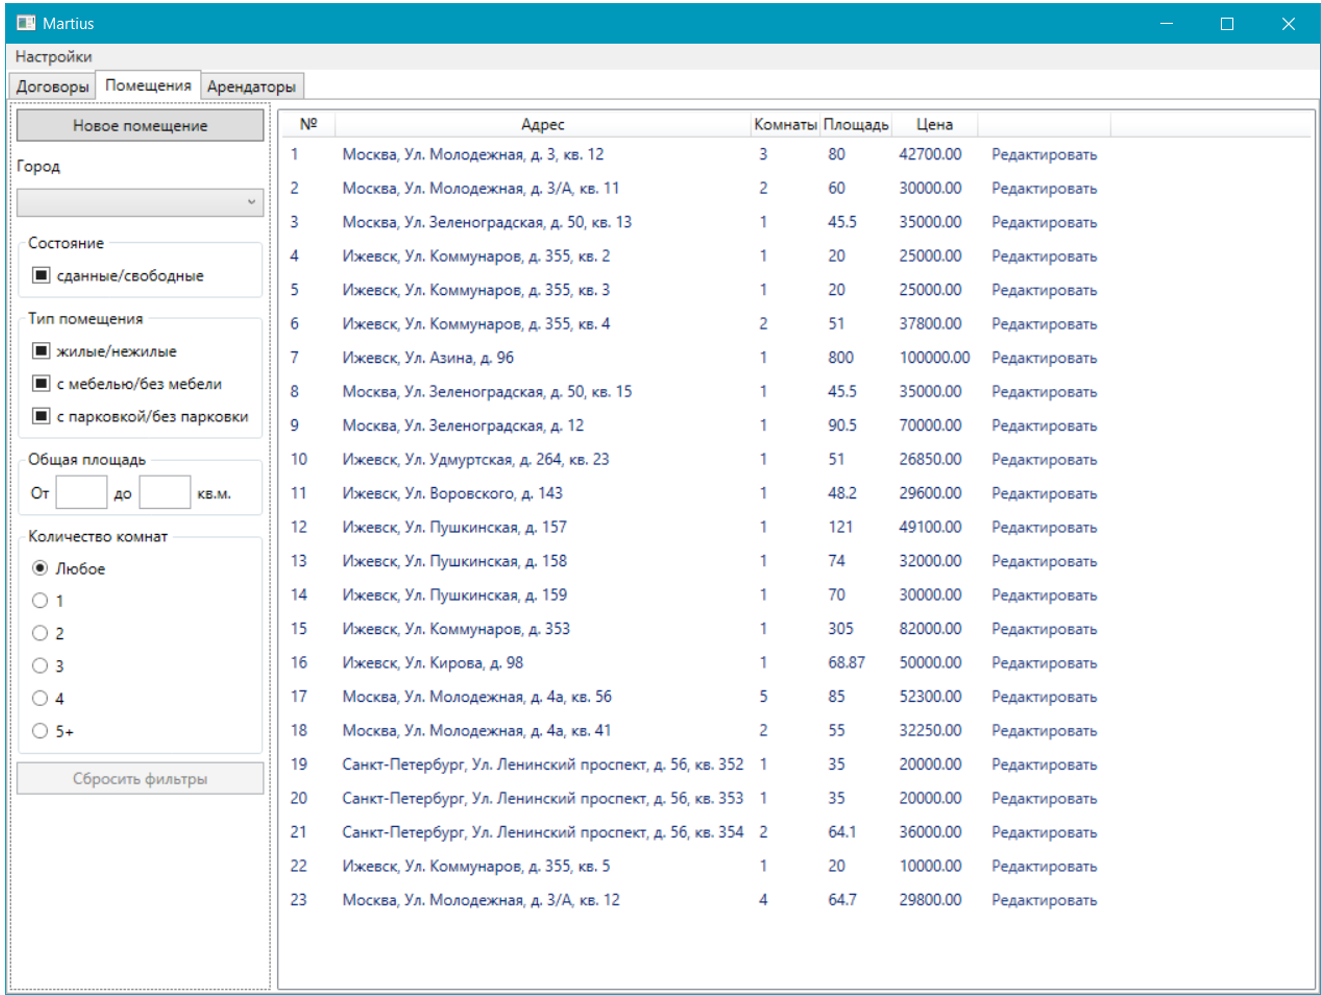 Martius
Настройки
Договоры Помещения Арендаторы
Новое помещение
Город
Состояние
сданные/свободные
Тип помещения
жилые/нежилые
с мебелью/без мебели
с парковкой/без парковки
Общая площадь
От до кв.м.
Количество комнат
Любое
1
2
3
4
5+
Сбросить фильтры
№ Адрес Комнаты Площадь Цена
1 Москва, Ул. Молодежная, д. 3, кв. 12 3 80 42700.00 Редактировать
2 Москва, Ул. Молодежная, д. 3/А, кв. 11 2 60 30000.00 Редактировать
3 Москва, Ул. Зеленоградская, д. 50, кв. 13 1 45.5 35000.00 Редактировать
4 Ижевск, Ул. Коммунаров, д. 355, кв. 2 1 20 25000.00 Редактировать
5 Ижевск, Ул. Коммунаров, д. 355, кв. 3 1 20 25000.00 Редактировать
6 Ижевск, Ул. Коммунаров, д. 355, кв. 4 2 51 37800.00 Редактировать
7 Ижевск, Ул. Азина, д. 96 1 800 100000.00 Редактировать
8 Москва, Ул. Зеленоградская, д. 50, кв. 15 1 45.5 35000.00 Редактировать
9 Москва, Ул. Зеленоградская, д. 12 1 90.5 70000.00 Редактировать
10 Ижевск, Ул. Удмуртская, д. 264, кв. 23 1 51 26850.00 Редактировать
11 Ижевск, Ул. Воровского, д. 143 1 48.2 29600.00 Редактировать
12 Ижевск, Ул. Пушкинская, д. 157 1 121 49100.00 Редактировать
13 Ижевск, Ул. Пушкинская, д. 158 1 74 32000.00 Редактировать
14 Ижевск, Ул. Пушкинская, д. 159 1 70 30000.00 Редактировать
15 Ижевск, Ул. Коммунаров, д. 353 1 305 82000.00 Редактировать
16 Ижевск, Ул. Кирова, д. 98 1 68.87 50000.00 Редактировать
17 Москва, Ул. Молодежная, д. 4а, кв. 56 5 85 52300.00 Редактировать
18 Москва, Ул. Молодежная, д. 4а, кв. 41 2 55 32250.00 Редактировать
19 Санкт-Петербург, Ул. Ленинский проспект, д. 56, кв. 352 1 35 20000.00 Редактировать
20 Санкт-Петербург, Ул. Ленинский проспект, д. 56, кв. 353 1 35 20000.00 Редактировать
21 Санкт-Петербург, Ул. Ленинский проспект, д. 56, кв. 354 2 64.1 36000.00 Редактировать
22 Ижевск, Ул. Коммунаров, д. 355, кв. 5 1 20 10000.00 Редактировать
23 Москва, Ул. Молодежная, д. 3/А, кв. 12 4 64.7 29800.00 Редактировать